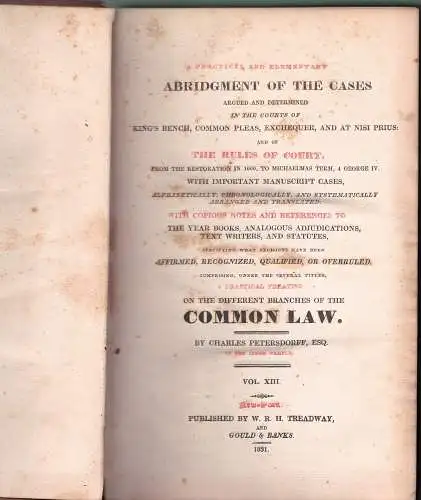 A PRACTICAL AND ELEMENTARY
ABRIDGMENT OF THE CASES
ARGUED AND DETERMINED
IN THE COURTS OF
KING'S BENCH, COMMON PLEAS, EXCHEQUER, AND AT NISI PRIUS:
AND OF
THE RULES OF COURT,
FROM THE RESTORATION IN 1660, TO MICHAELMAS TERM, 4 GEORGE IV.
WITH IMPORTANT MANUSCRIPT CASES,
ALPHABETICALLY, CHRONOLOGICALLY, AND SYSTEMATICALLY
ARRANGED AND TRANSLATED:
WITH COPIOUS NOTES AND REFERENCES TO
THE YEAR BOOKS, ANALOGOUS ADJUDICATIONS,
TEXT WRITERS, AND STATUTES,
SPECIFYING WHAT DECISIONS HAVE BEEN
AFFIRMED, RECOGNIZED, QUALIFIED, OR OVERRULED.
COMPRISING, UNDER THE SEVERAL TITLES,
A PRACTICAL TREATISE
ON THE DIFFERENT BRANCHES OF THE
COMMON LAW.
BY CHARLES PETERSDORFF, ESQ.
OF THE INNER TEMPLE.
VOL. XIII.
New-York:
PUBLISHED BY W. R. H. TREADWAY,
AND
GOULD & BANKS.
1831.